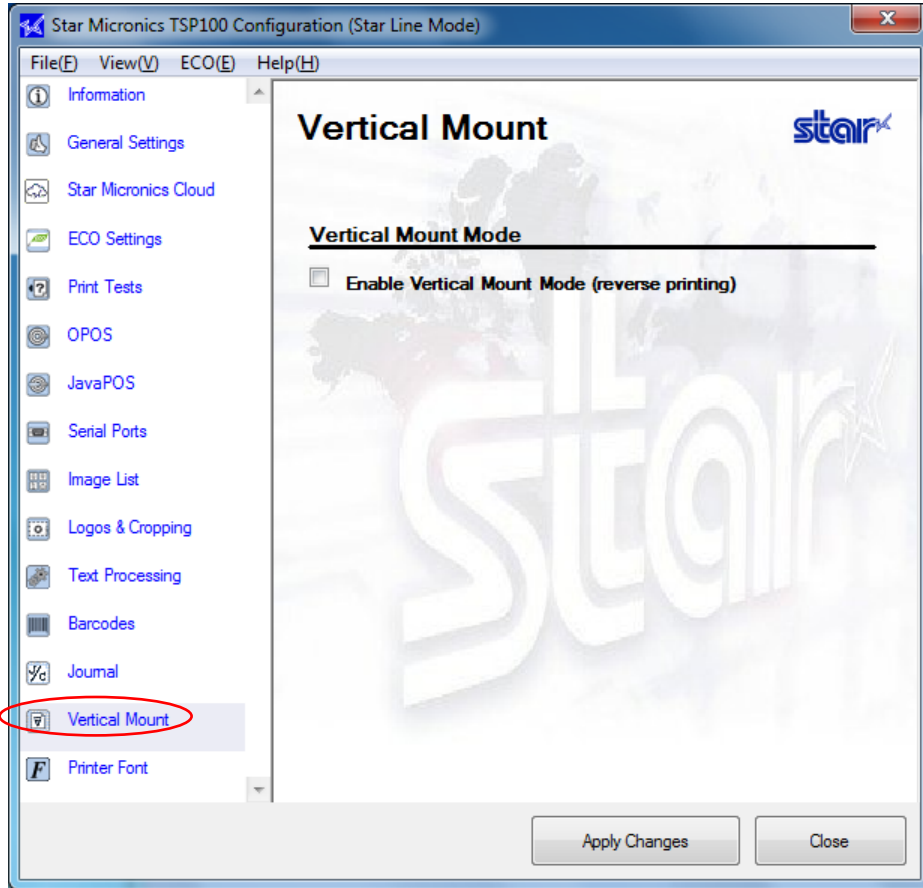 Star Micronics TSP100 Configuration (Star Line Mode)
File(F) View(V) ECO(E) Help(H)
Information
General Settings
Star Micronics Cloud
ECO Settings
Print Tests
OPOS
JavaPOS
Serial Ports
Image List
Logos & Cropping
Text Processing
Barcodes
Journal
Vertical Mount
Printer Font
Vertical Mount
star
Vertical Mount Mode
Enable Vertical Mount Mode (reverse printing)
star
Apply Changes
Close